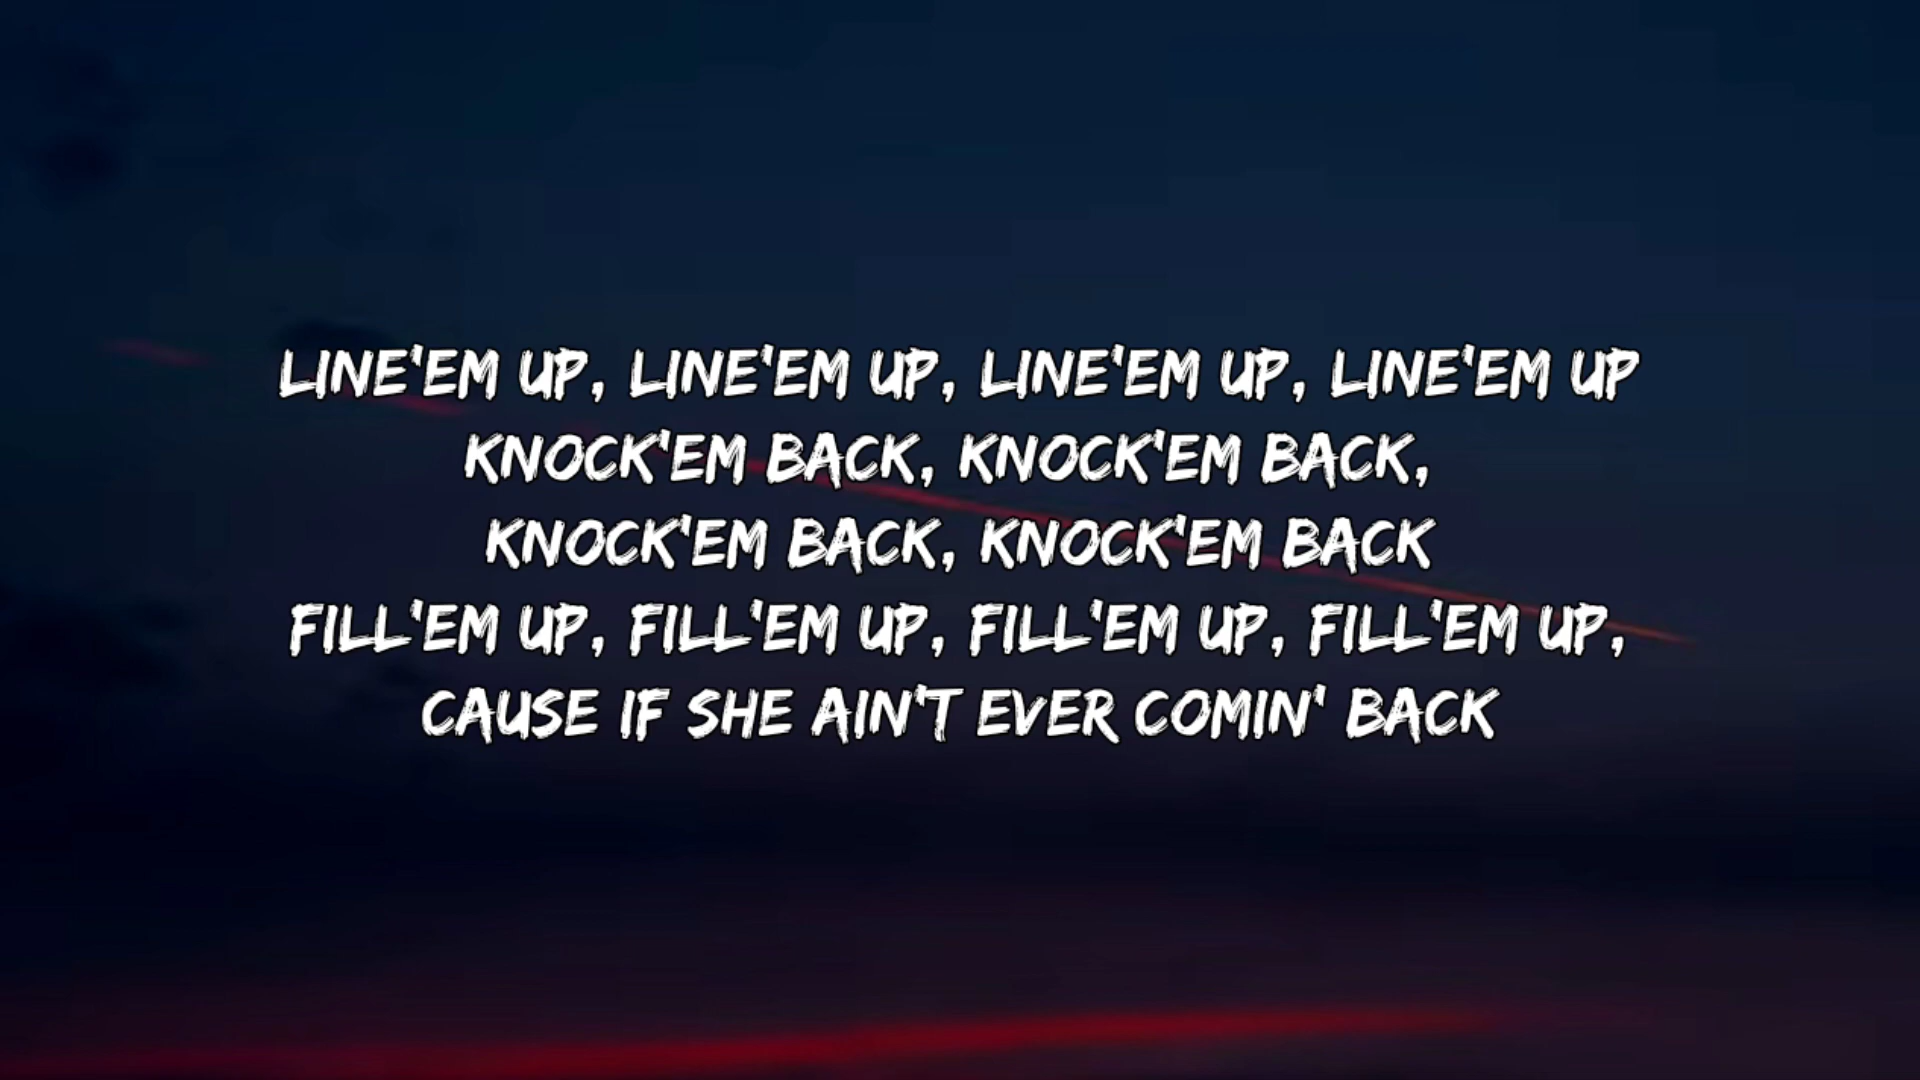 LINE'EM UP, LINE'EM UP, LINE'EM UP, LINE'EM UP
KNOCK'EM BACK, KNOCK'EM BACK,
KNOCK'EM BACK, KNOCK'EM BACK
FILL'EM UP, FILL'EM UP, FILL'EM UP, FILL'EM UP,
CAUSE IF SHE AIN'T EVER COMIN' BACK